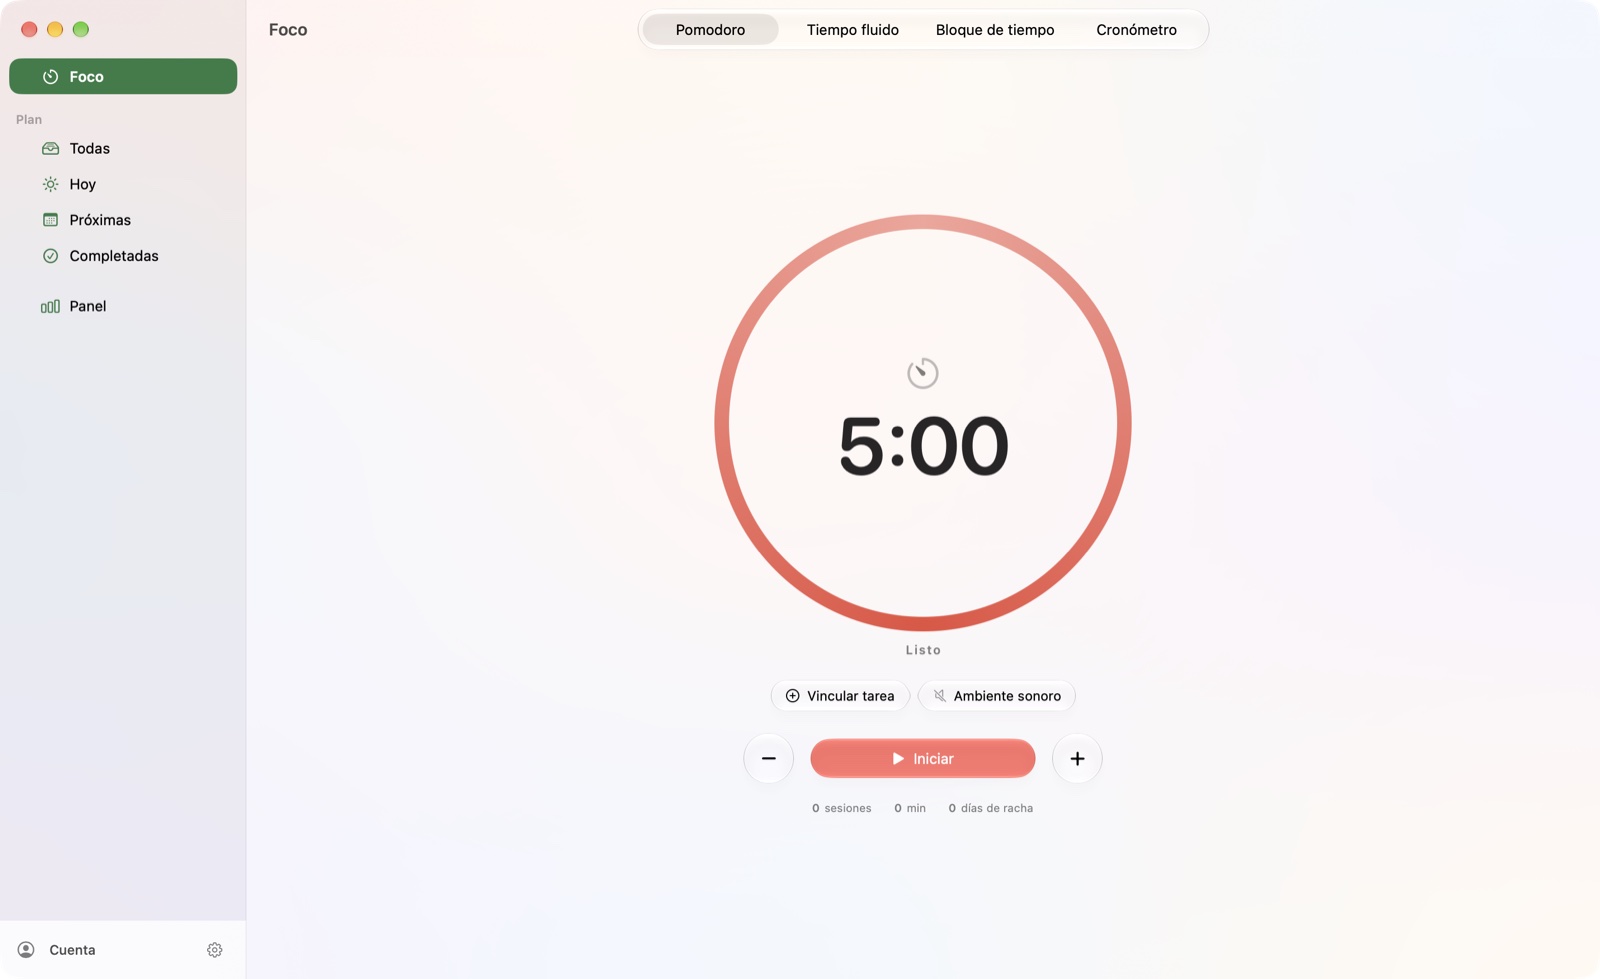 Foco
Plan
Todas
Hoy
Próximas
Completadas
Panel
Cuenta
Foco
Pomodoro
Tiempo fluido
Bloque de tiempo
Cronómetro
5:00
Listo
Vincular tarea
Ambiente sonoro
Iniciar
0 sesiones 0 min 0 días de racha